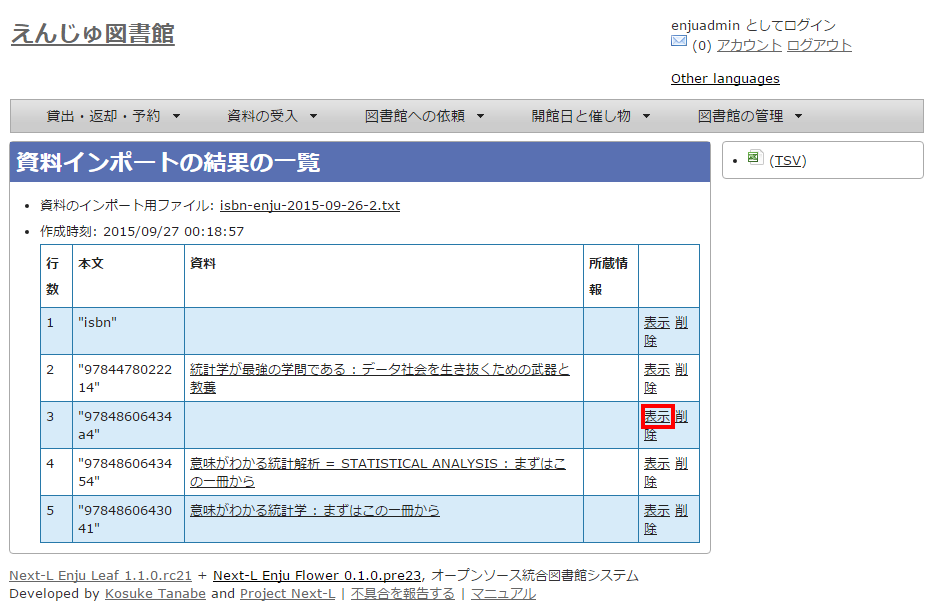 えんじゅ図書館
enjuadmin としてログイン
(0) アカウント ログアウト
Other languages
貸出・返却・予約 ▼ 資料の受入 ▼ 図書館への依頼 ▼ 開館日と催し物 ▼ 図書館の管理 ▼
資料インポートの結果の一覧
• (TSV)
• 資料のインポート用ファイル: isbn-enju-2015-09-26-2.txt
• 作成時刻: 2015/09/27 00:18:57
行 本文 資料 所蔵情
数 報
1 "isbn" 表示 削
除
2 "97844780222 統計学が最強の学問である : データ社会を生き抜くための武器と 表示 削
14" 教養 除
3 "97848606434 表示 削
a4" 除
4 "97848606434 意味がわかる統計解析 = STATISTICAL ANALYSIS : まずはこ 表示 削
54" の一冊から 除
5 "97848606430 意味がわかる統計学 : まずはこの一冊から 表示 削
41" 除
Next-L Enju Leaf 1.1.0.rc21 + Next-L Enju Flower 0.1.0.pre23, オープンソース統合図書館システム
Developed by Kosuke Tanabe and Project Next-L | 不具合を報告する | マニュアル